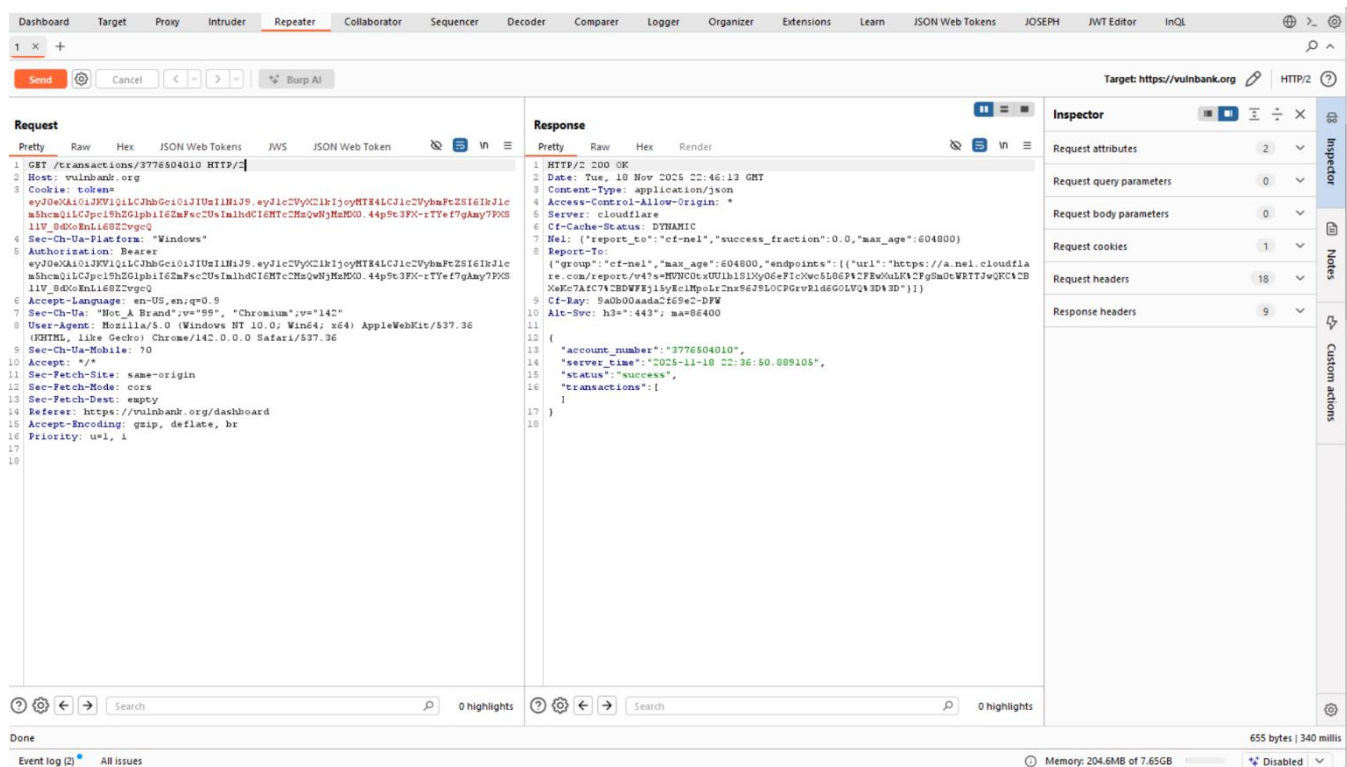 Dashboard Target Proxy Intruder Repeater Collaborator Sequencer Decoder Comparer Logger Organizer Extensions Learn JSON Web Tokens JOSEPH JWT Editor InQL
1 × +
Send Cancel < > Burp AI Target: https://vulnbank.org HTTP/2
Request
Pretty Raw Hex JSON Web Tokens JWS JSON Web Token \n
1 GET /transactions/3776504010 HTTP/2
2 Host: vulnbank.org
3 Cookie: token=
4 Sec-Ch-Ua-Platform: "Windows"
5 Authorization: Bearer
6 Accept-Language: en-US,en;q=0.9
7 Sec-Ch-Ua: "Not_A Brand";v="99", "Chromium";v="142"
8 User-Agent: Mozilla/5.0 (Windows NT 10.0; Win64; x64) AppleWebKit/537.36
(KHTML, like Gecko) Chrome/142.0.0.0 Safari/537.36
9 Sec-Ch-Ua-Mobile: ?0
10 Accept: */*
11 Sec-Fetch-Site: same-origin
12 Sec-Fetch-Mode: cors
13 Sec-Fetch-Dest: empty
14 Referer: https://vulnbank.org/dashboard
15 Accept-Encoding: gzip, deflate, br
16 Priority: u=1, i
17
18
Search 0 highlights
Response
Pretty Raw Hex Render \n
1 HTTP/2 200 OK
2 Date: Tue, 18 Nov 2025 22:46:13 GMT
3 Content-Type: application/json
4 Access-Control-Allow-Origin: *
5 Server: cloudflare
6 Cf-Cache-Status: DYNAMIC
7 Nel: {"report_to":"cf-nel","success_fraction":0.0,"max_age":604800}
8 Report-To:
{"group":"cf-nel","max_age":604800,"endpoints":[{"url":"https://a.nel.cloudfla
9 Cf-Ray: 9a0b00aada2f69e2-DFW
10 Alt-Svc: h3=":443"; ma=86400
11
12 {
13 "account_number":"3776504010",
14 "server_time":"2025-11-18 22:36:50.889105",
15 "status":"success",
16 "transactions":[
]
17 }
18
Search 0 highlights
Inspector
Request attributes 2
Request query parameters 0
Request body parameters 0
Request cookies 1
Request headers 18
Response headers 9
Inspector
Notes
Custom actions
Done 655 bytes | 340 millis
Event log (2) All issues Memory: 204.6MB of 7.65GB Disabled